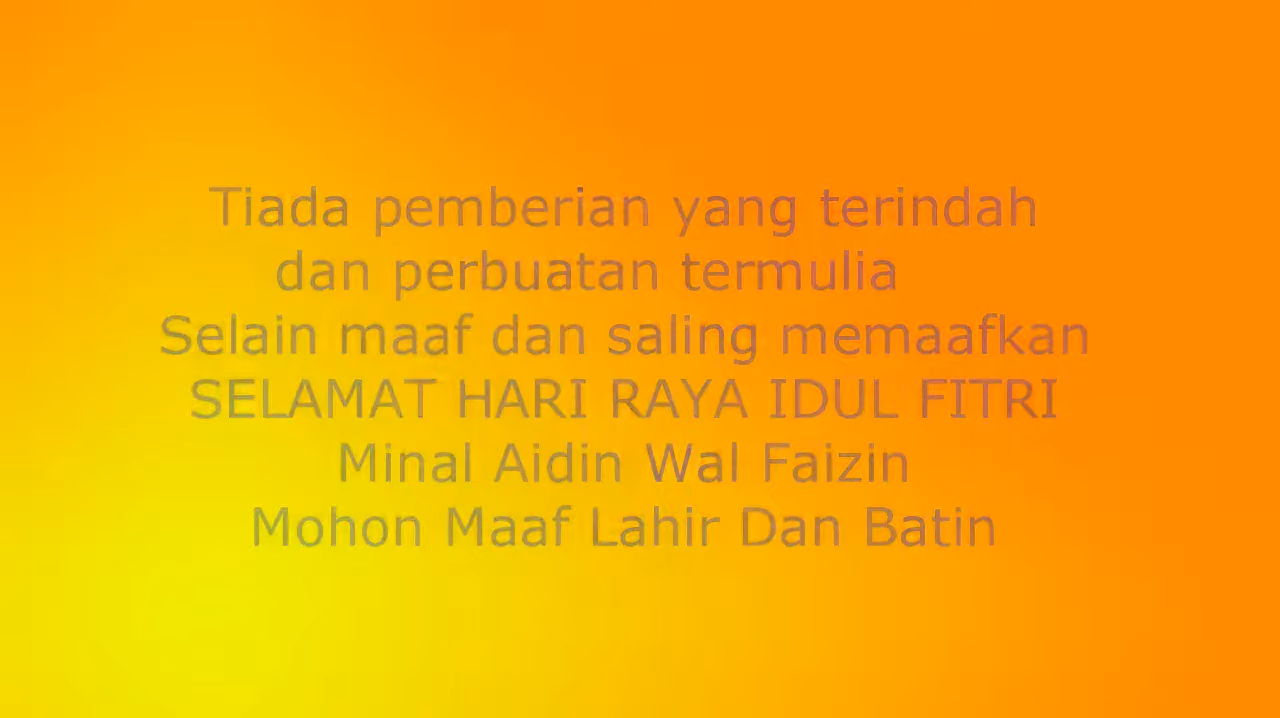 Tiada pemberian yang terindah
dan perbuatan termulia
Selain maaf dan saling memaafkan
SELAMAT HARI RAYA IDUL FITRI
Minal Aidin Wal Faizin
Mohon Maaf Lahir Dan Batin